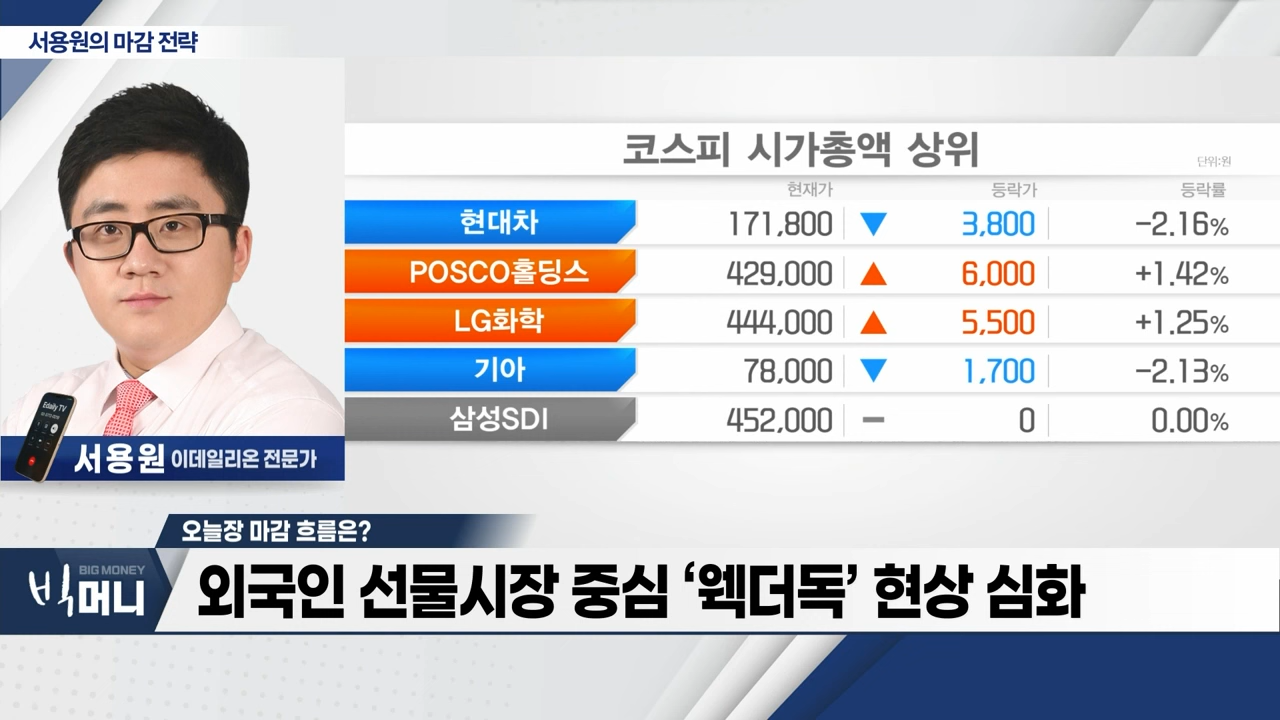 서용원의 마감 전략
코스피 시가총액 상위
단위:원
현재가 등락가 등락률
현대차 171,800 ▼ 3,800 -2.16%
POSCO홀딩스 429,000 ▲ 6,000 +1.42%
LG화학 444,000 ▲ 5,500 +1.25%
기아 78,000 ▼ 1,700 -2.13%
삼성SDI 452,000 - 0 0.00%
Edaily TV
서용원 이데일리온 전문가
오늘장 마감 흐름은?
BIG MONEY
빅머니
외국인 선물시장 중심 ‘웩더독’ 현상 심화